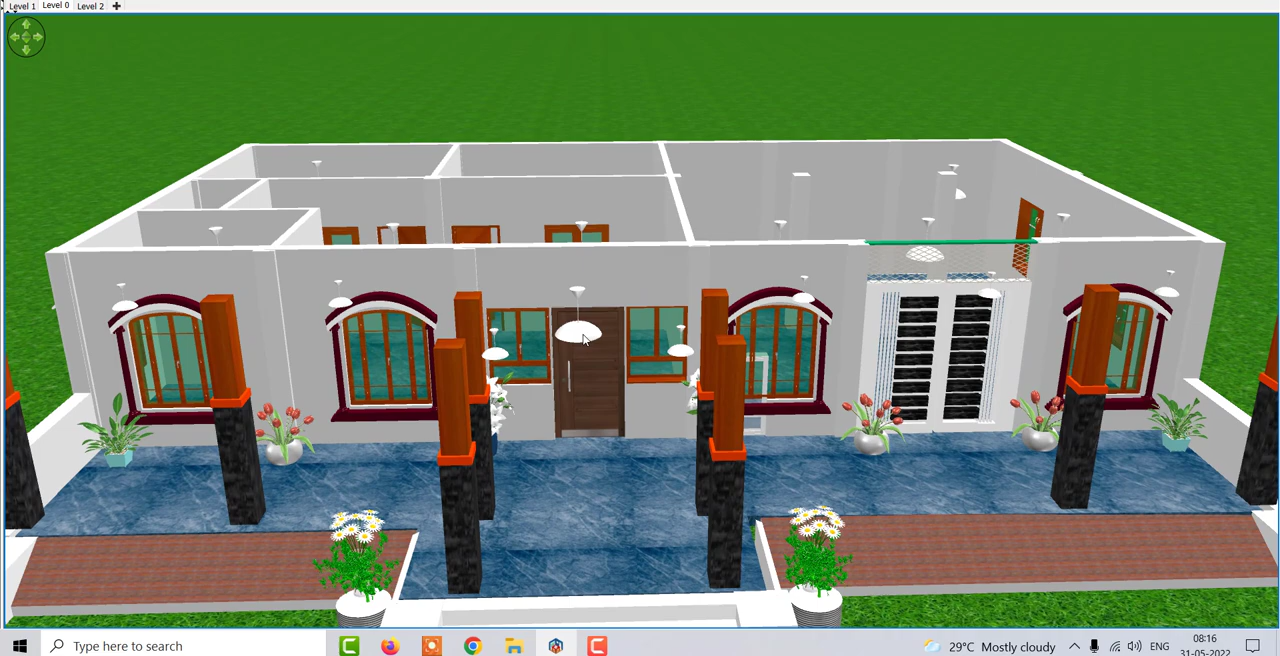 Level 1 Level 0 Level 2
Type here to search
29°C Mostly cloudy
ENG
08:16
31-05-2022